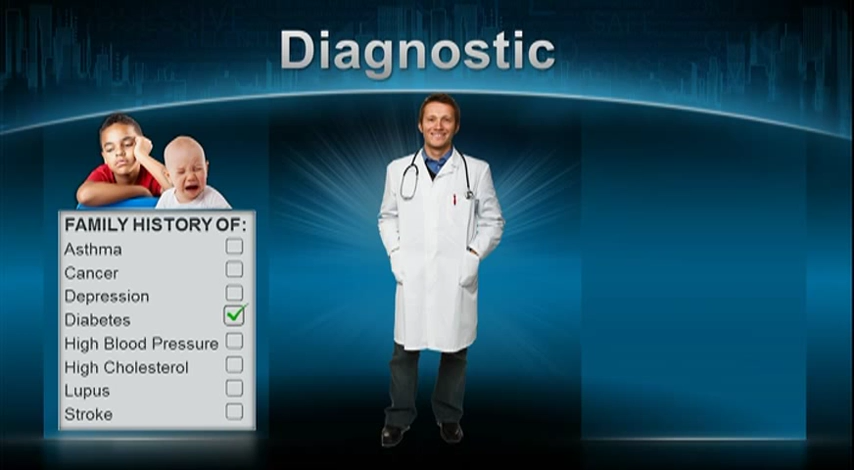 Diagnostic
FAMILY HISTORY OF:
Asthma
Cancer
Depression
Diabetes
High Blood Pressure
High Cholesterol
Lupus
Stroke